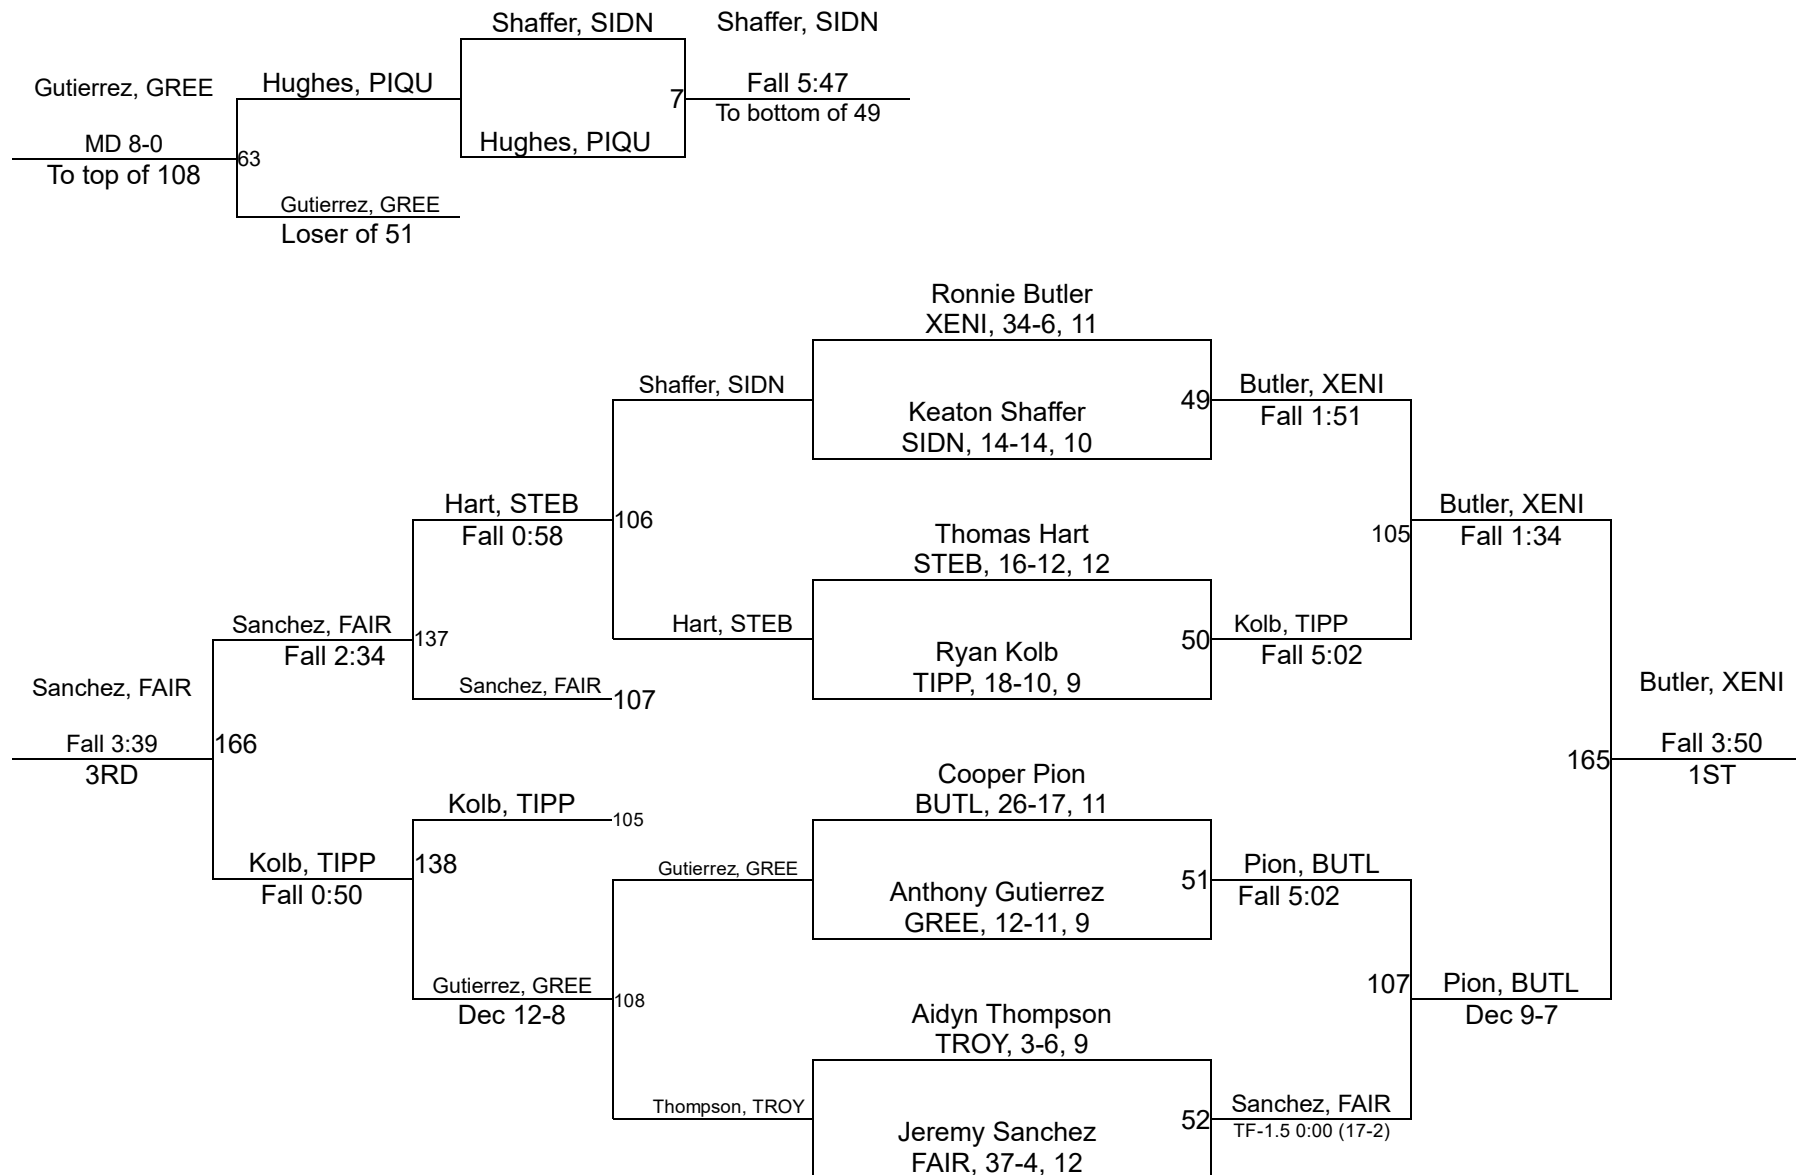 Shaffer, SIDN
Shaffer, SIDN
Gutierrez, GREE
Hughes, PIQU
7
Fall 5:47
To bottom of 49
MD 8-0
63
Hughes, PIQU
To top of 108
Gutierrez, GREE
Loser of 51
Ronnie Butler
XENI, 34-6, 11
Shaffer, SIDN
Keaton Shaffer
SIDN, 14-14, 10
49
Butler, XENI
Fall 1:51
Hart, STEB
Fall 0:58
106
Thomas Hart
STEB, 16-12, 12
105
Butler, XENI
Fall 1:34
Sanchez, FAIR
Fall 2:34
137
Hart, STEB
Ryan Kolb
TIPP, 18-10, 9
50
Kolb, TIPP
Fall 5:02
Sanchez, FAIR
Sanchez, FAIR
107
Butler, XENI
Fall 3:39
3RD
166
Cooper Pion
BUTL, 26-17, 11
165
Fall 3:50
1ST
Kolb, TIPP
105
Kolb, TIPP
Fall 0:50
138
Gutierrez, GREE
Anthony Gutierrez
GREE, 12-11, 9
51
Pion, BUTL
Fall 5:02
Gutierrez, GREE
Dec 12-8
108
Aidyn Thompson
TROY, 3-6, 9
107
Pion, BUTL
Dec 9-7
Thompson, TROY
Jeremy Sanchez
FAIR, 37-4, 12
52
Sanchez, FAIR
TF-1.5 0:00 (17-2)